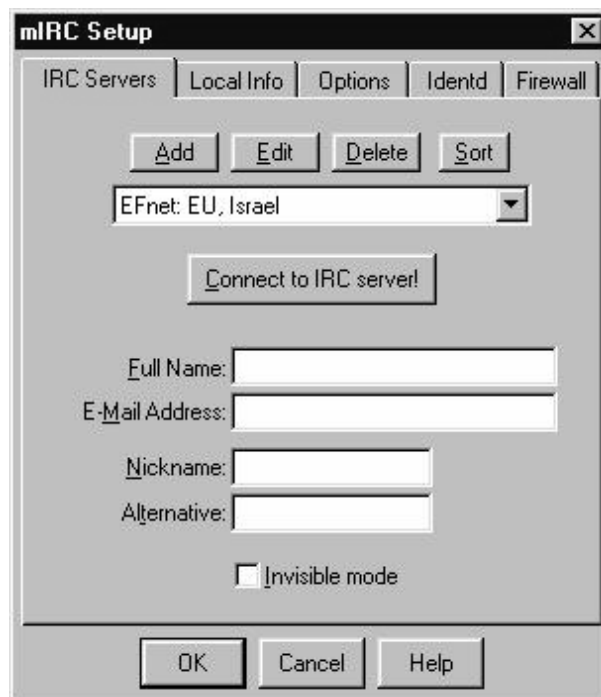 mIRC Setup
IRC Servers Local Info Options Identd Firewall
Add Edit Delete Sort
EFnet: EU, Israel
Connect to IRC server!
Full Name:
E-Mail Address:
Nickname:
Alternative:
Invisible mode
OK Cancel Help